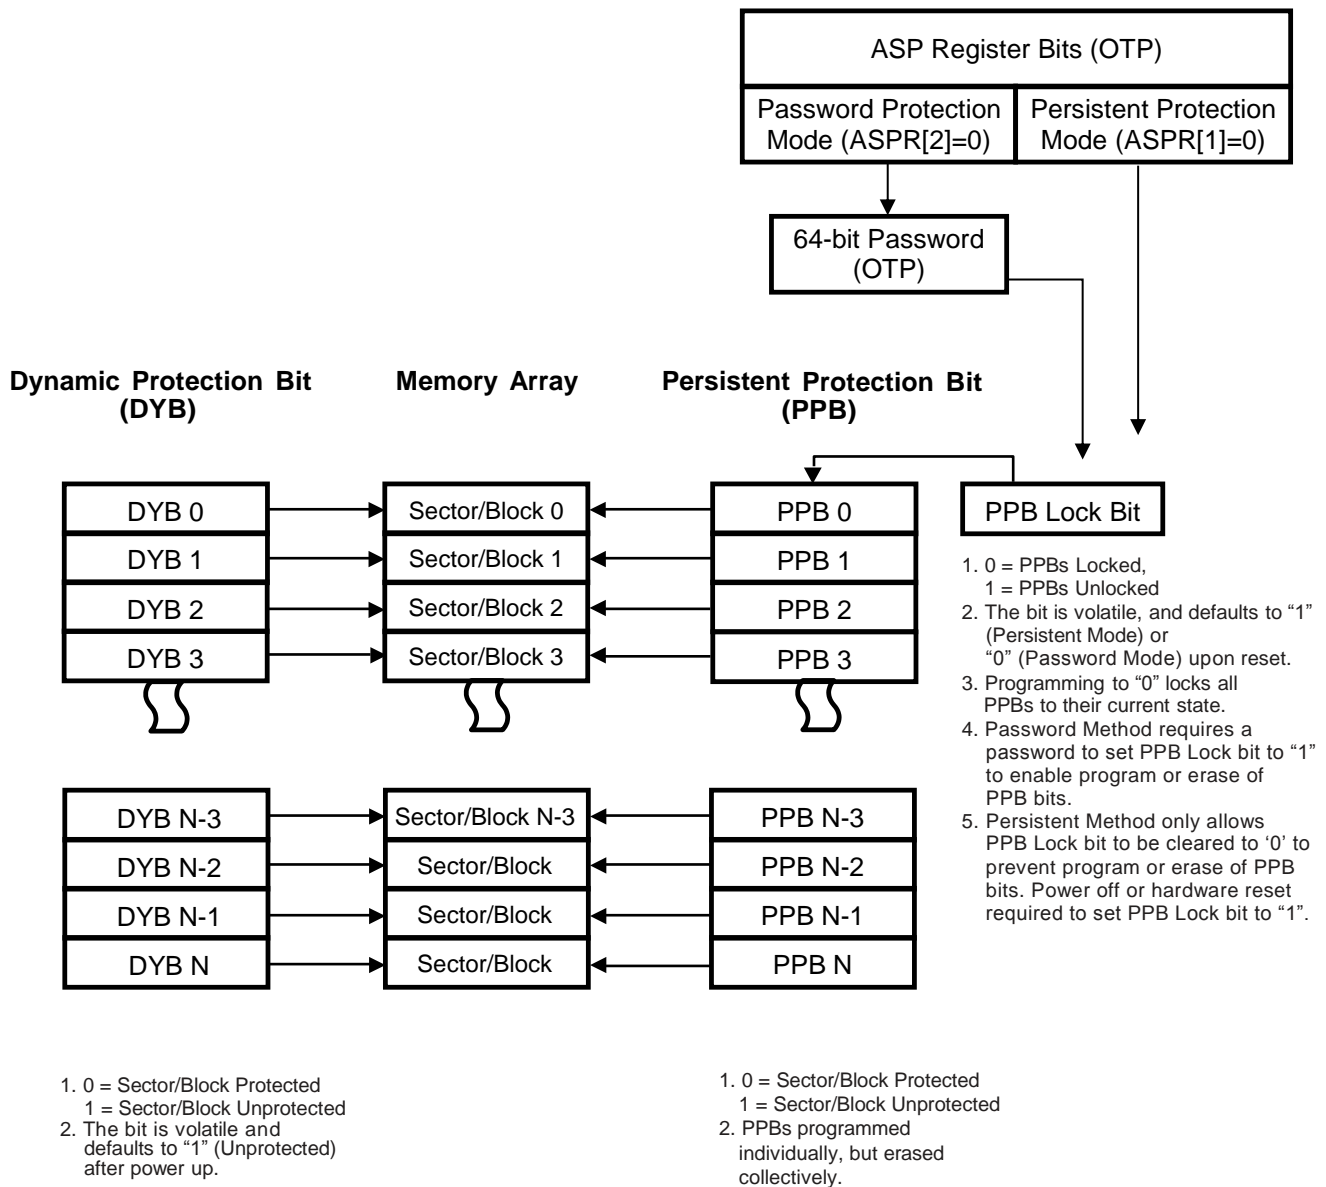 ASP Register Bits (OTP)
Password Protection
Mode (ASPR[2]=0)
Persistent Protection
Mode (ASPR[1]=0)
64-bit Password
(OTP)
Dynamic Protection Bit
(DYB)
Memory Array
Persistent Protection Bit
(PPB)
DYB 0
Sector/Block 0
PPB 0
PPB Lock Bit
DYB 1
Sector/Block 1
PPB 1
DYB 2
Sector/Block 2
PPB 2
DYB 3
Sector/Block 3
PPB 3
1. 0 = PPBs Locked,
1 = PPBs Unlocked
2. The bit is volatile, and defaults to “1”
(Persistent Mode) or
“0” (Password Mode) upon reset.
3. Programming to “0” locks all
PPBs to their current state.
4. Password Method requires a
password to set PPB Lock bit to “1”
to enable program or erase of
PPB bits.
5. Persistent Method only allows
PPB Lock bit to be cleared to ‘0’ to
prevent program or erase of PPB
bits. Power off or hardware reset
required to set PPB Lock bit to “1”.
DYB N-3
Sector/Block N-3
PPB N-3
DYB N-2
Sector/Block
PPB N-2
DYB N-1
Sector/Block
PPB N-1
DYB N
Sector/Block
PPB N
1. 0 = Sector/Block Protected
1 = Sector/Block Unprotected
2. The bit is volatile and
defaults to “1” (Unprotected)
after power up.
1. 0 = Sector/Block Protected
1 = Sector/Block Unprotected
2. PPBs programmed
individually, but erased
collectively.